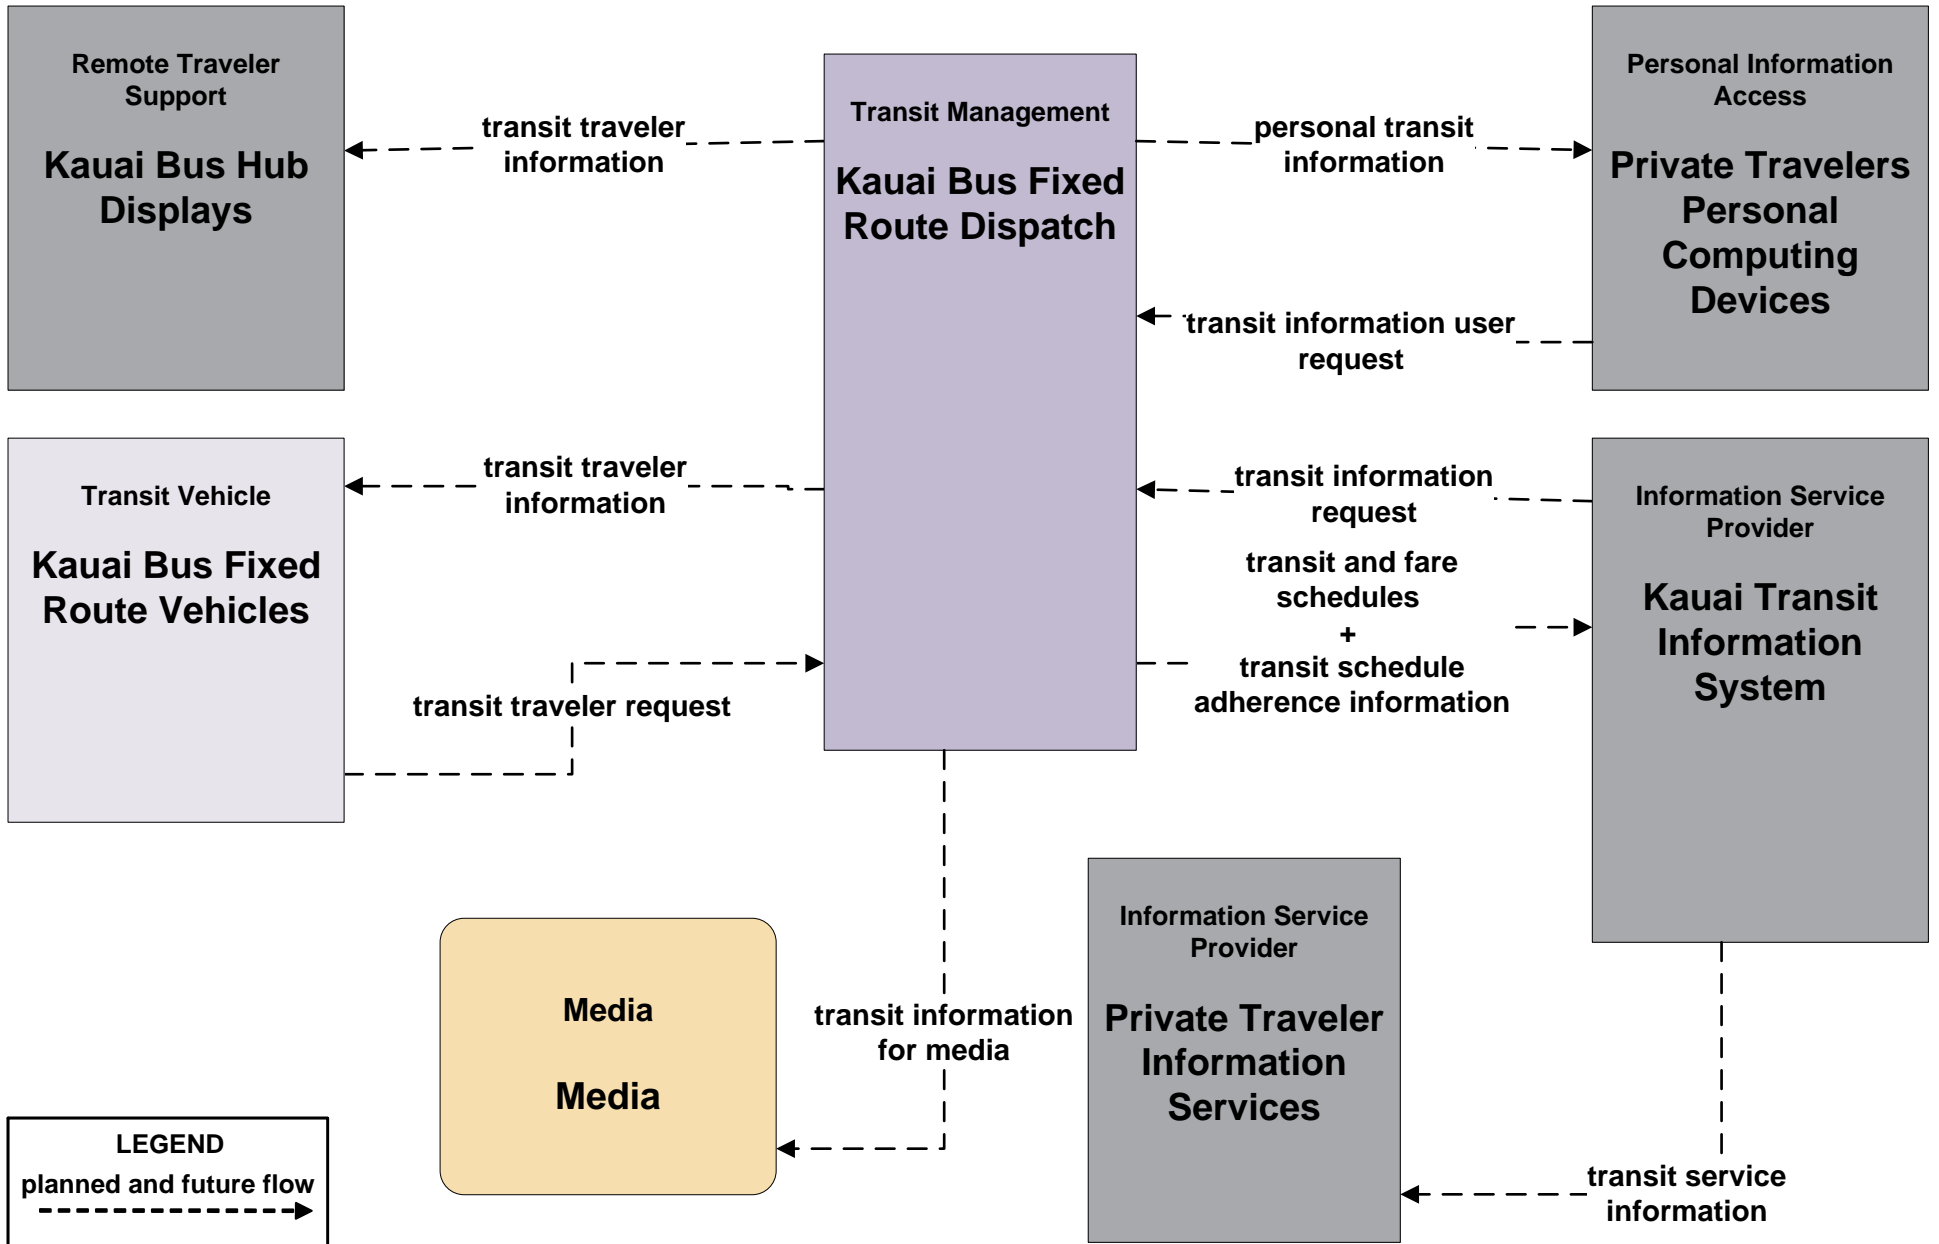 Remote Traveler
Support
Kauai Bus Hub
Displays
transit traveler
information
Transit Management
Kauai Bus Fixed
Route Dispatch
personal transit
information
Personal Information
Access
Private Travelers
Personal
Computing
Devices
transit information user
request
Transit Vehicle
Kauai Bus Fixed
Route Vehicles
transit traveler
information
transit traveler request
transit information
request
transit and fare
schedules
+
transit schedule
adherence information
Information Service
Provider
Kauai Transit
Information
System
Media
Media
transit information
for media
Information Service
Provider
Private Traveler
Information
Services
transit service
information
LEGEND
planned and future flow